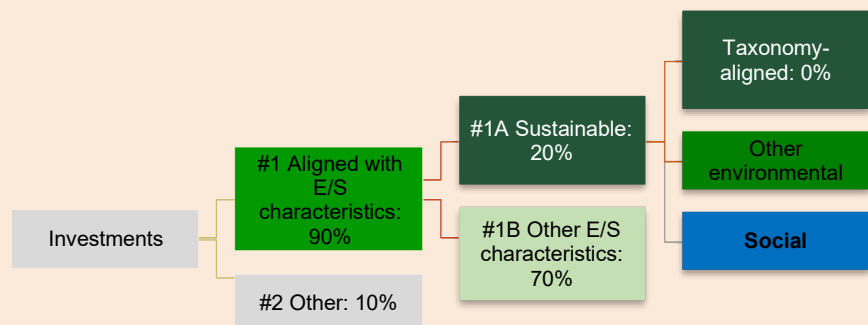 Investments
#1 Aligned with
E/S
characteristics:
90%
#2 Other: 10%
#1A Sustainable:
20%
#1B Other E/S
characteristics:
70%
Taxonomy-
aligned: 0%
Other
environmental
Social